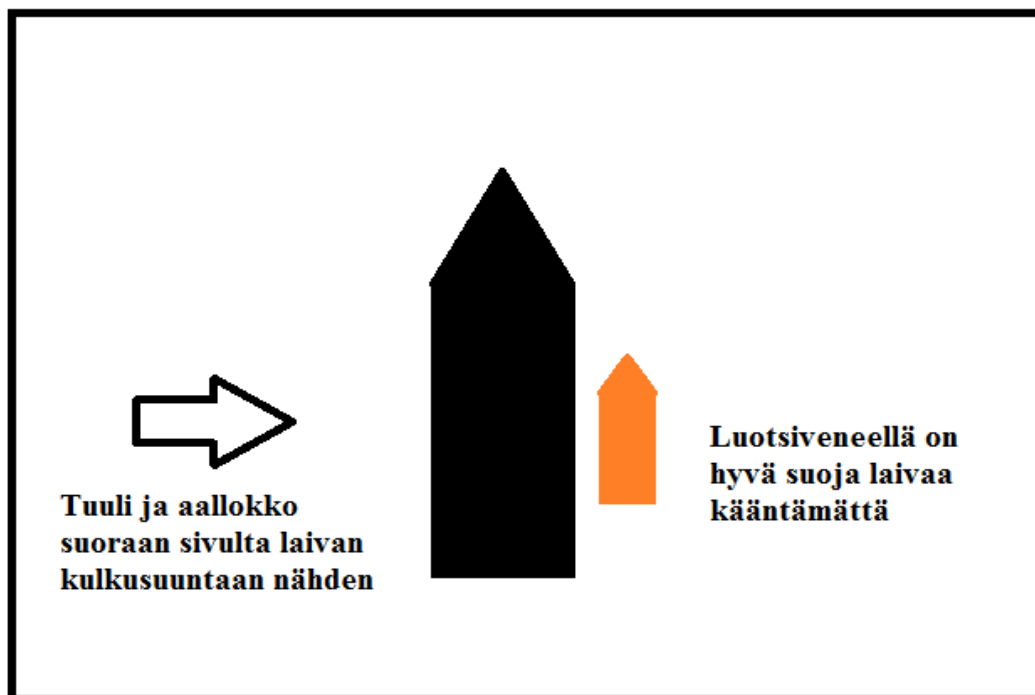 Tuuli ja aallokko
suoraan sivulta laivan
kulkusuuntaan nähden
Luotsiveneellä on
hyvä suoja laivaa
kääntämättä